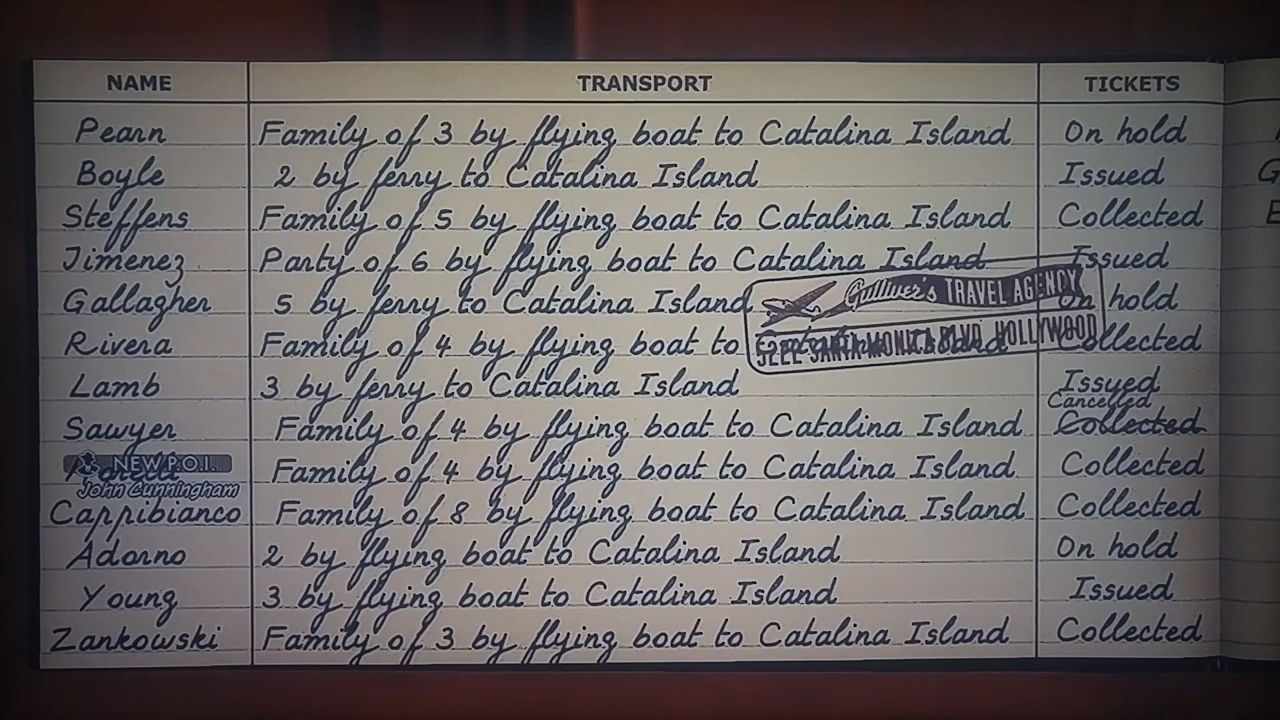 NAME TRANSPORT TICKETS
Pearn Family of 3 by flying boat to Catalina Island On hold
Boyle 2 by ferry to Catalina Island Issued
Steffens Family of 5 by flying boat to Catalina Island Collected
Jimenez Party of 6 by flying boat to Catalina Island Issued
Gallagher 5 by ferry to Catalina Island On hold
Gulliver's TRAVEL AGENCY
Rivera Family of 4 by flying boat to Catalina Island Collected
5222 SANTA MONICA BLVD. HOLLYWOOD
Lamb 3 by ferry to Catalina Island Issued
Cancelled
Sawyer Family of 4 by flying boat to Catalina Island Collected
NEW P.O.I.
Family of 4 by flying boat to Catalina Island Collected
John Cunningham
Cappibianco Family of 8 by flying boat to Catalina Island Collected
Adorno 2 by flying boat to Catalina Island On hold
Young 3 by flying boat to Catalina Island Issued
Zankowski Family of 3 by flying boat to Catalina Island Collected